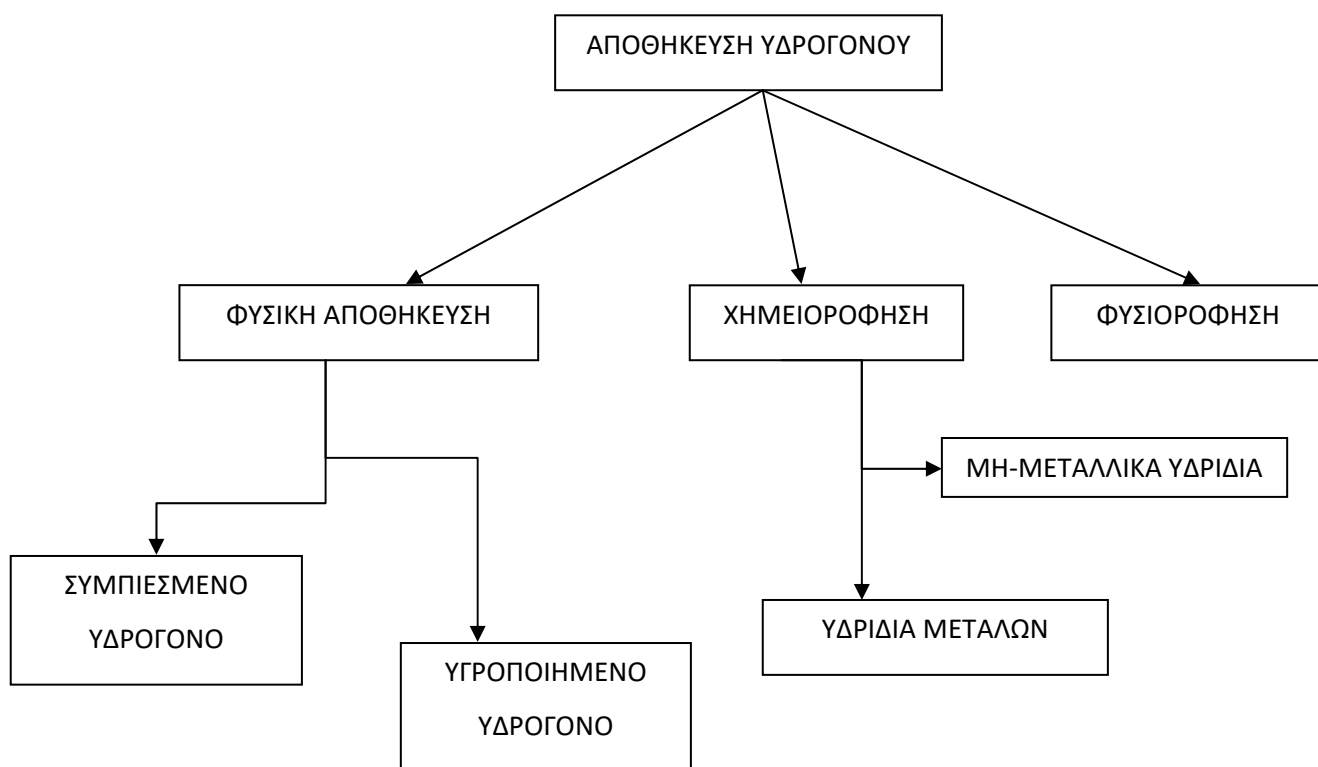 ΑΠΟΘΗΚΕΥΣΗ ΥΔΡΟΓΟΝΟΥ
ΦΥΣΙΚΗ ΑΠΟΘΗΚΕΥΣΗ
ΧΗΜΕΙΟΡΟΦΗΣΗ
ΦΥΣΙΟΡΟΦΗΣΗ
ΜΗ-ΜΕΤΑΛΛΙΚΑ ΥΔΡΙΔΙΑ
ΣΥΜΠΙΕΣΜΕΝΟ
ΥΔΡΟΓΟΝΟ
ΥΓΡΟΠΟΙΗΜΕΝΟ
ΥΔΡΟΓΟΝΟ
ΥΔΡΙΔΙΑ ΜΕΤΑΛΩΝ